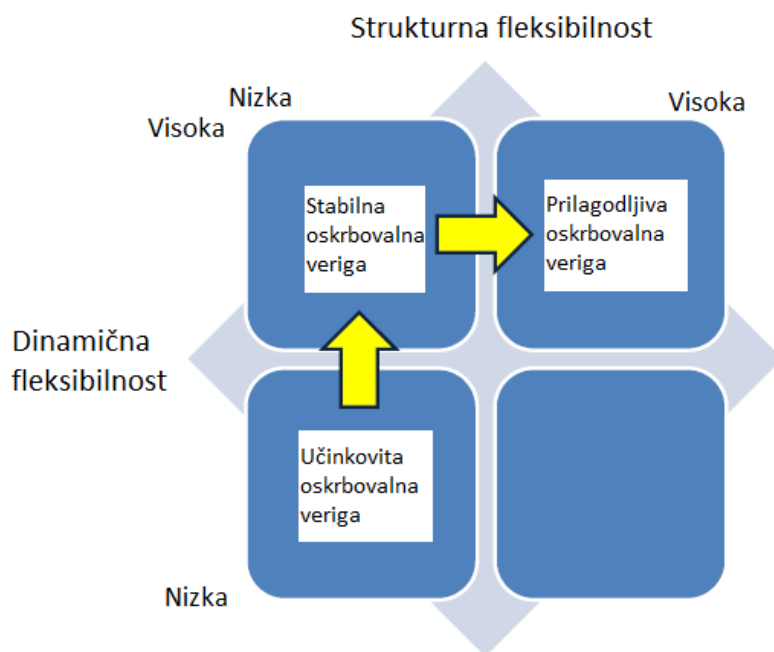 Strukturna fleksibilnost
Nizka
Visoka
Visoka
Stabilna
oskrbovalna
veriga
Prilagodljiva
oskrbovalna
veriga
Dinamična
fleksibilnost
Učinkovita
oskrbovalna
veriga
Nizka